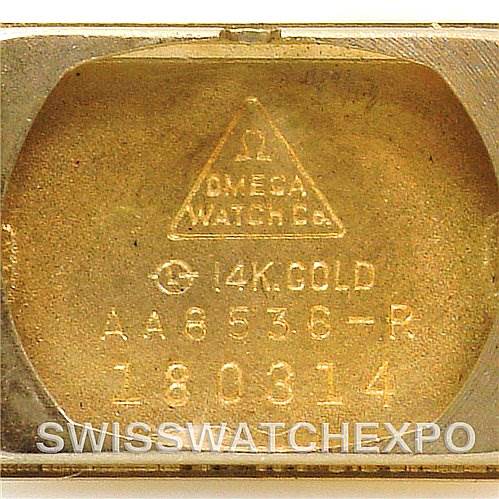 Ω
OMEGA
WATCH Co.
14K.GOLD
AA8536-R
180314
SWISSWATCHEXPO